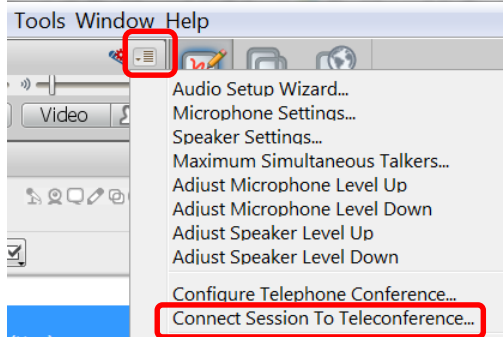 Tools Window Help
Video
Audio Setup Wizard...
Microphone Settings...
Speaker Settings...
Maximum Simultaneous Talkers...
Adjust Microphone Level Up
Adjust Microphone Level Down
Adjust Speaker Level Up
Adjust Speaker Level Down
Configure Telephone Conference...
Connect Session To Teleconference...